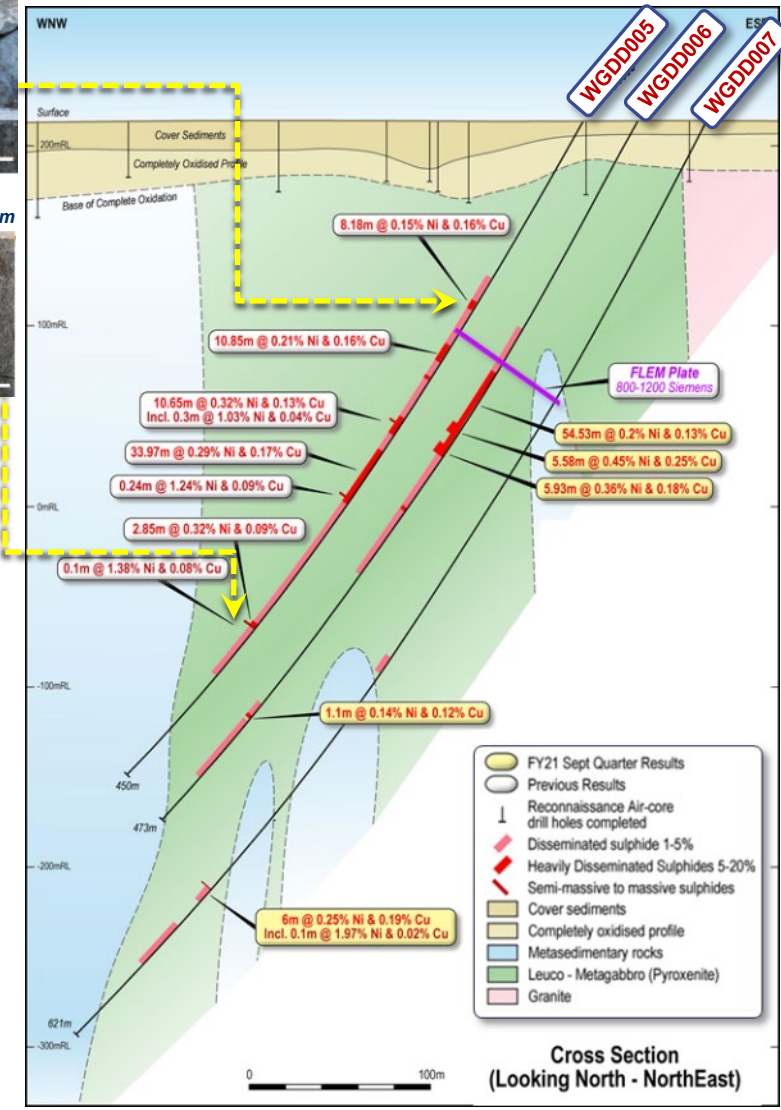 WNW
ES
WGDD005
WGDD006
WGDD007
Surface
200mRL
Cover Sediments
Completely Oxidised Profile
Base of Complete Oxidation
m
8.18m @ 0.15% Ni & 0.16% Cu
100mRL
10.85m @ 0.21% Ni & 0.16% Cu
FLEM Plate
800-1200 Siemens
10.65m @ 0.32% Ni & 0.13% Cu
Incl. 0.3m @ 1.03% Ni & 0.04% Cu
54.53m @ 0.2% Ni & 0.13% Cu
33.97m @ 0.29% Ni & 0.17% Cu
5.58m @ 0.45% Ni & 0.25% Cu
0.24m @ 1.24% Ni & 0.09% Cu
5.93m @ 0.36% Ni & 0.18% Cu
0mRL
2.85m @ 0.32% Ni & 0.09% Cu
0.1m @ 1.38% Ni & 0.08% Cu
-100mRL
1.1m @ 0.14% Ni & 0.12% Cu
450m
473m
-200mRL
6m @ 0.25% Ni & 0.19% Cu
Incl. 0.1m @ 1.97% Ni & 0.02% Cu
621m
-300mRL
FY21 Sept Quarter Results
Previous Results
Reconnaissance Air-core
drill holes completed
Disseminated sulphide 1-5%
Heavily Disseminated Sulphides 5-20%
Semi-massive to massive sulphides
Cover sediments
Completely oxidised profile
Metasedimentary rocks
Leuco - Metagabbro (Pyroxenite)
Granite
0 100m
Cross Section
(Looking North - NorthEast)